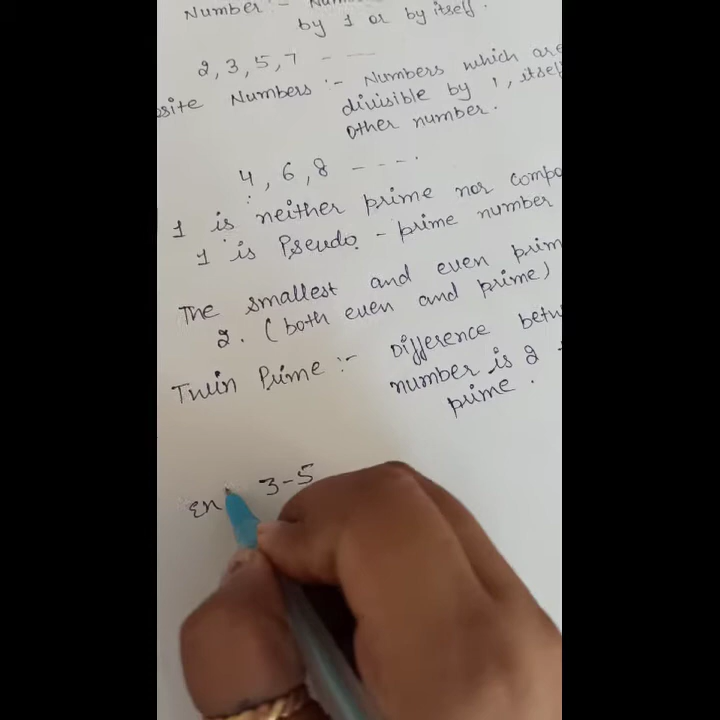 Number :-
by 1 or by itself.
2, 3, 5, 7 - ---
site Numbers :- Numbers which are
divisible by 1, itself
other number.
4, 6, 8 - - - -.
1 is neither prime nor compo
1 is Pseudo - prime number
The smallest and even prim
2. (both even and prime)
Twin Prime :- Difference betw
number is 2
prime.
Ex 3-5